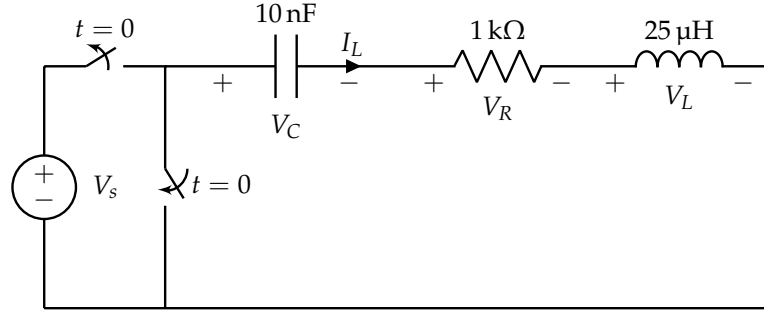 t = 0
10 nF
I_L
1 kΩ
25 µH
+ − + − + −
V_C
V_R
V_L
+
−
V_s
t = 0